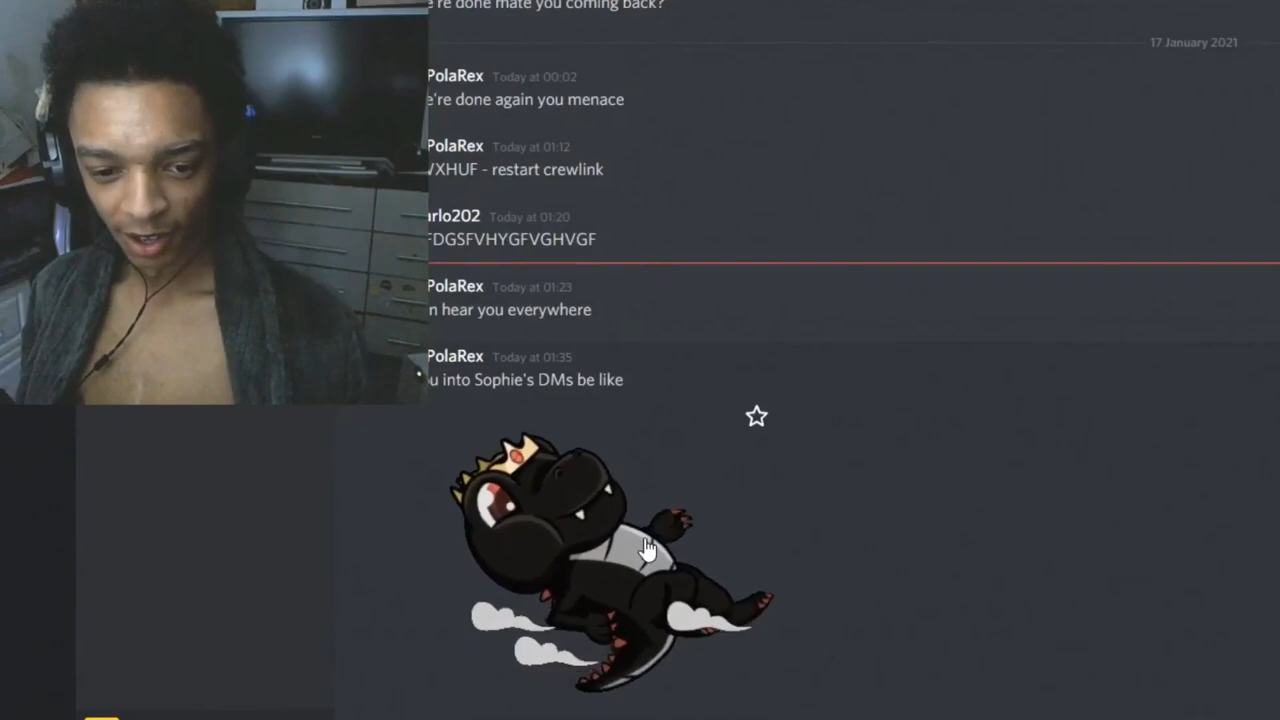 're done mate you coming back?
17 January 2021
PolaRex Today at 00:02
e're done again you menace
PolaRex Today at 01:12
XHUF - restart crewlink
rlo202 Today at 01:20
FDGSFVHYGFVGHVGF
PolaRex Today at 01:23
n hear you everywhere
PolaRex Today at 01:35
u into Sophie's DMs be like